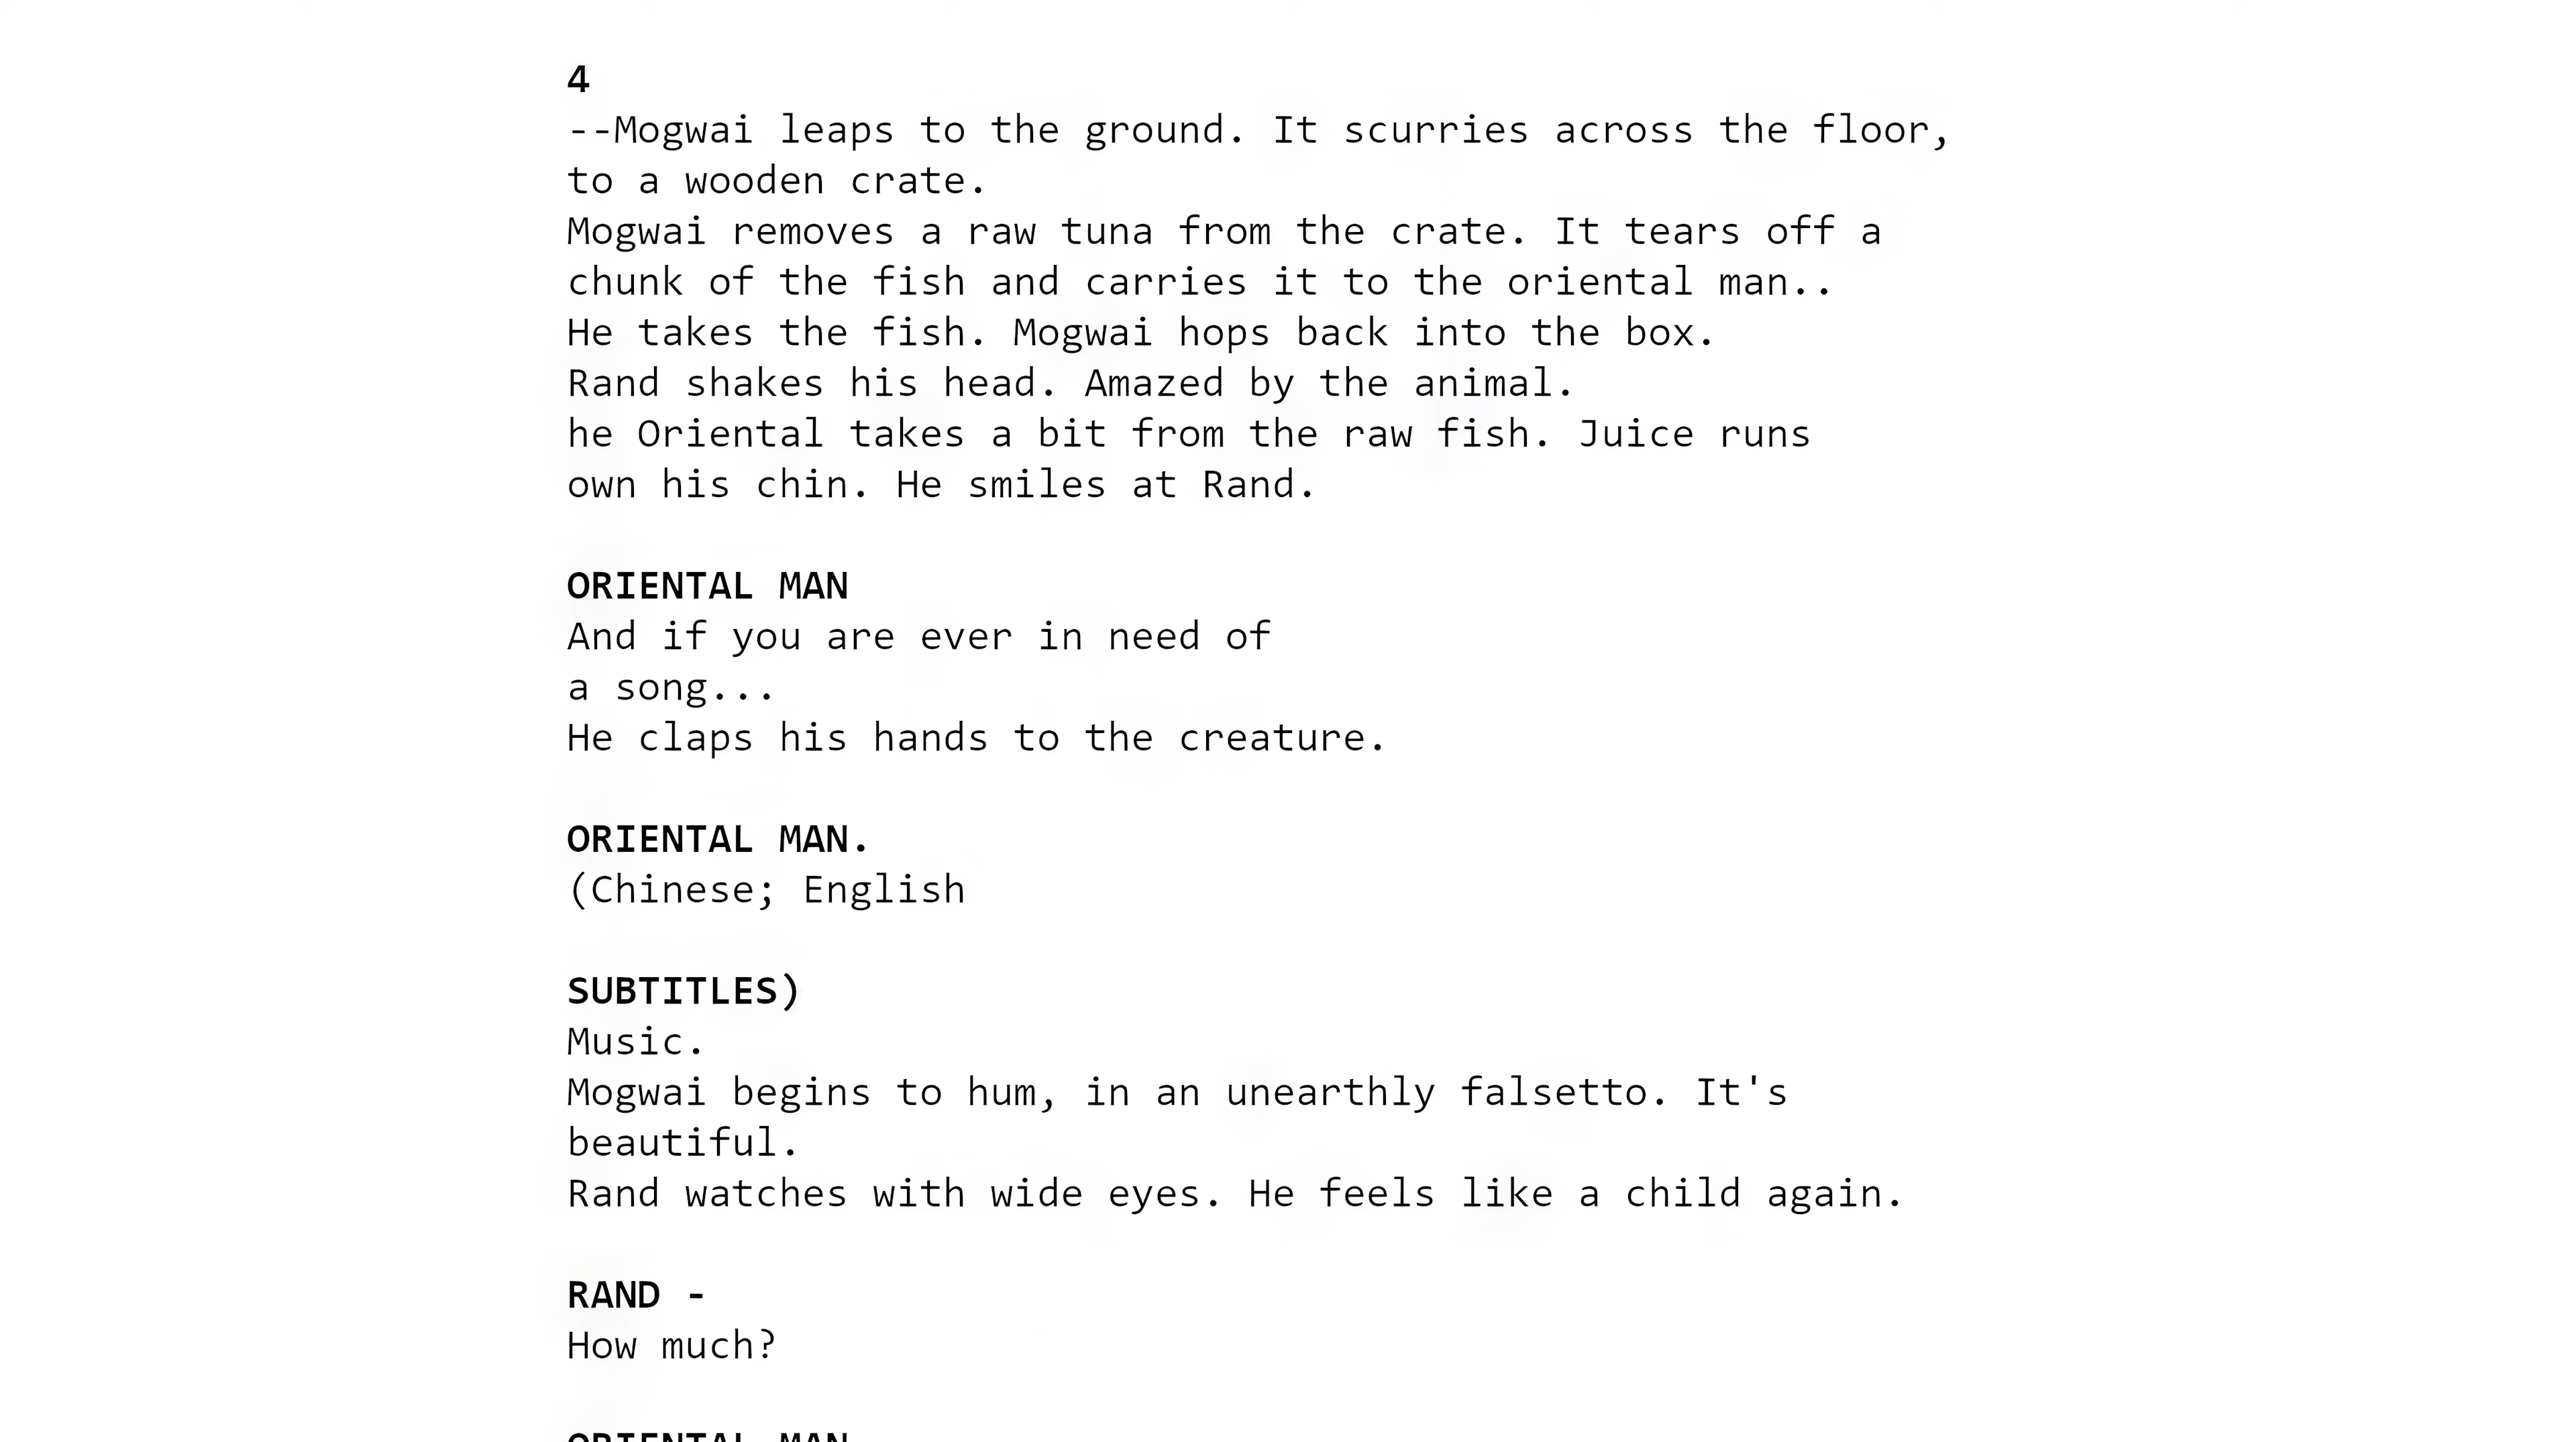 4
--Mogwai leaps to the ground. It scurries across the floor,
to a wooden crate.
Mogwai removes a raw tuna from the crate. It tears off a
chunk of the fish and carries it to the oriental man..
He takes the fish. Mogwai hops back into the box.
Rand shakes his head. Amazed by the animal.
he Oriental takes a bit from the raw fish. Juice runs
own his chin. He smiles at Rand.
ORIENTAL MAN
And if you are ever in need of
a song...
He claps his hands to the creature.
ORIENTAL MAN.
(Chinese; English
SUBTITLES)
Music.
Mogwai begins to hum, in an unearthly falsetto. It's
beautiful.
Rand watches with wide eyes. He feels like a child again.
RAND -
How much?
ORIENTAL MAN